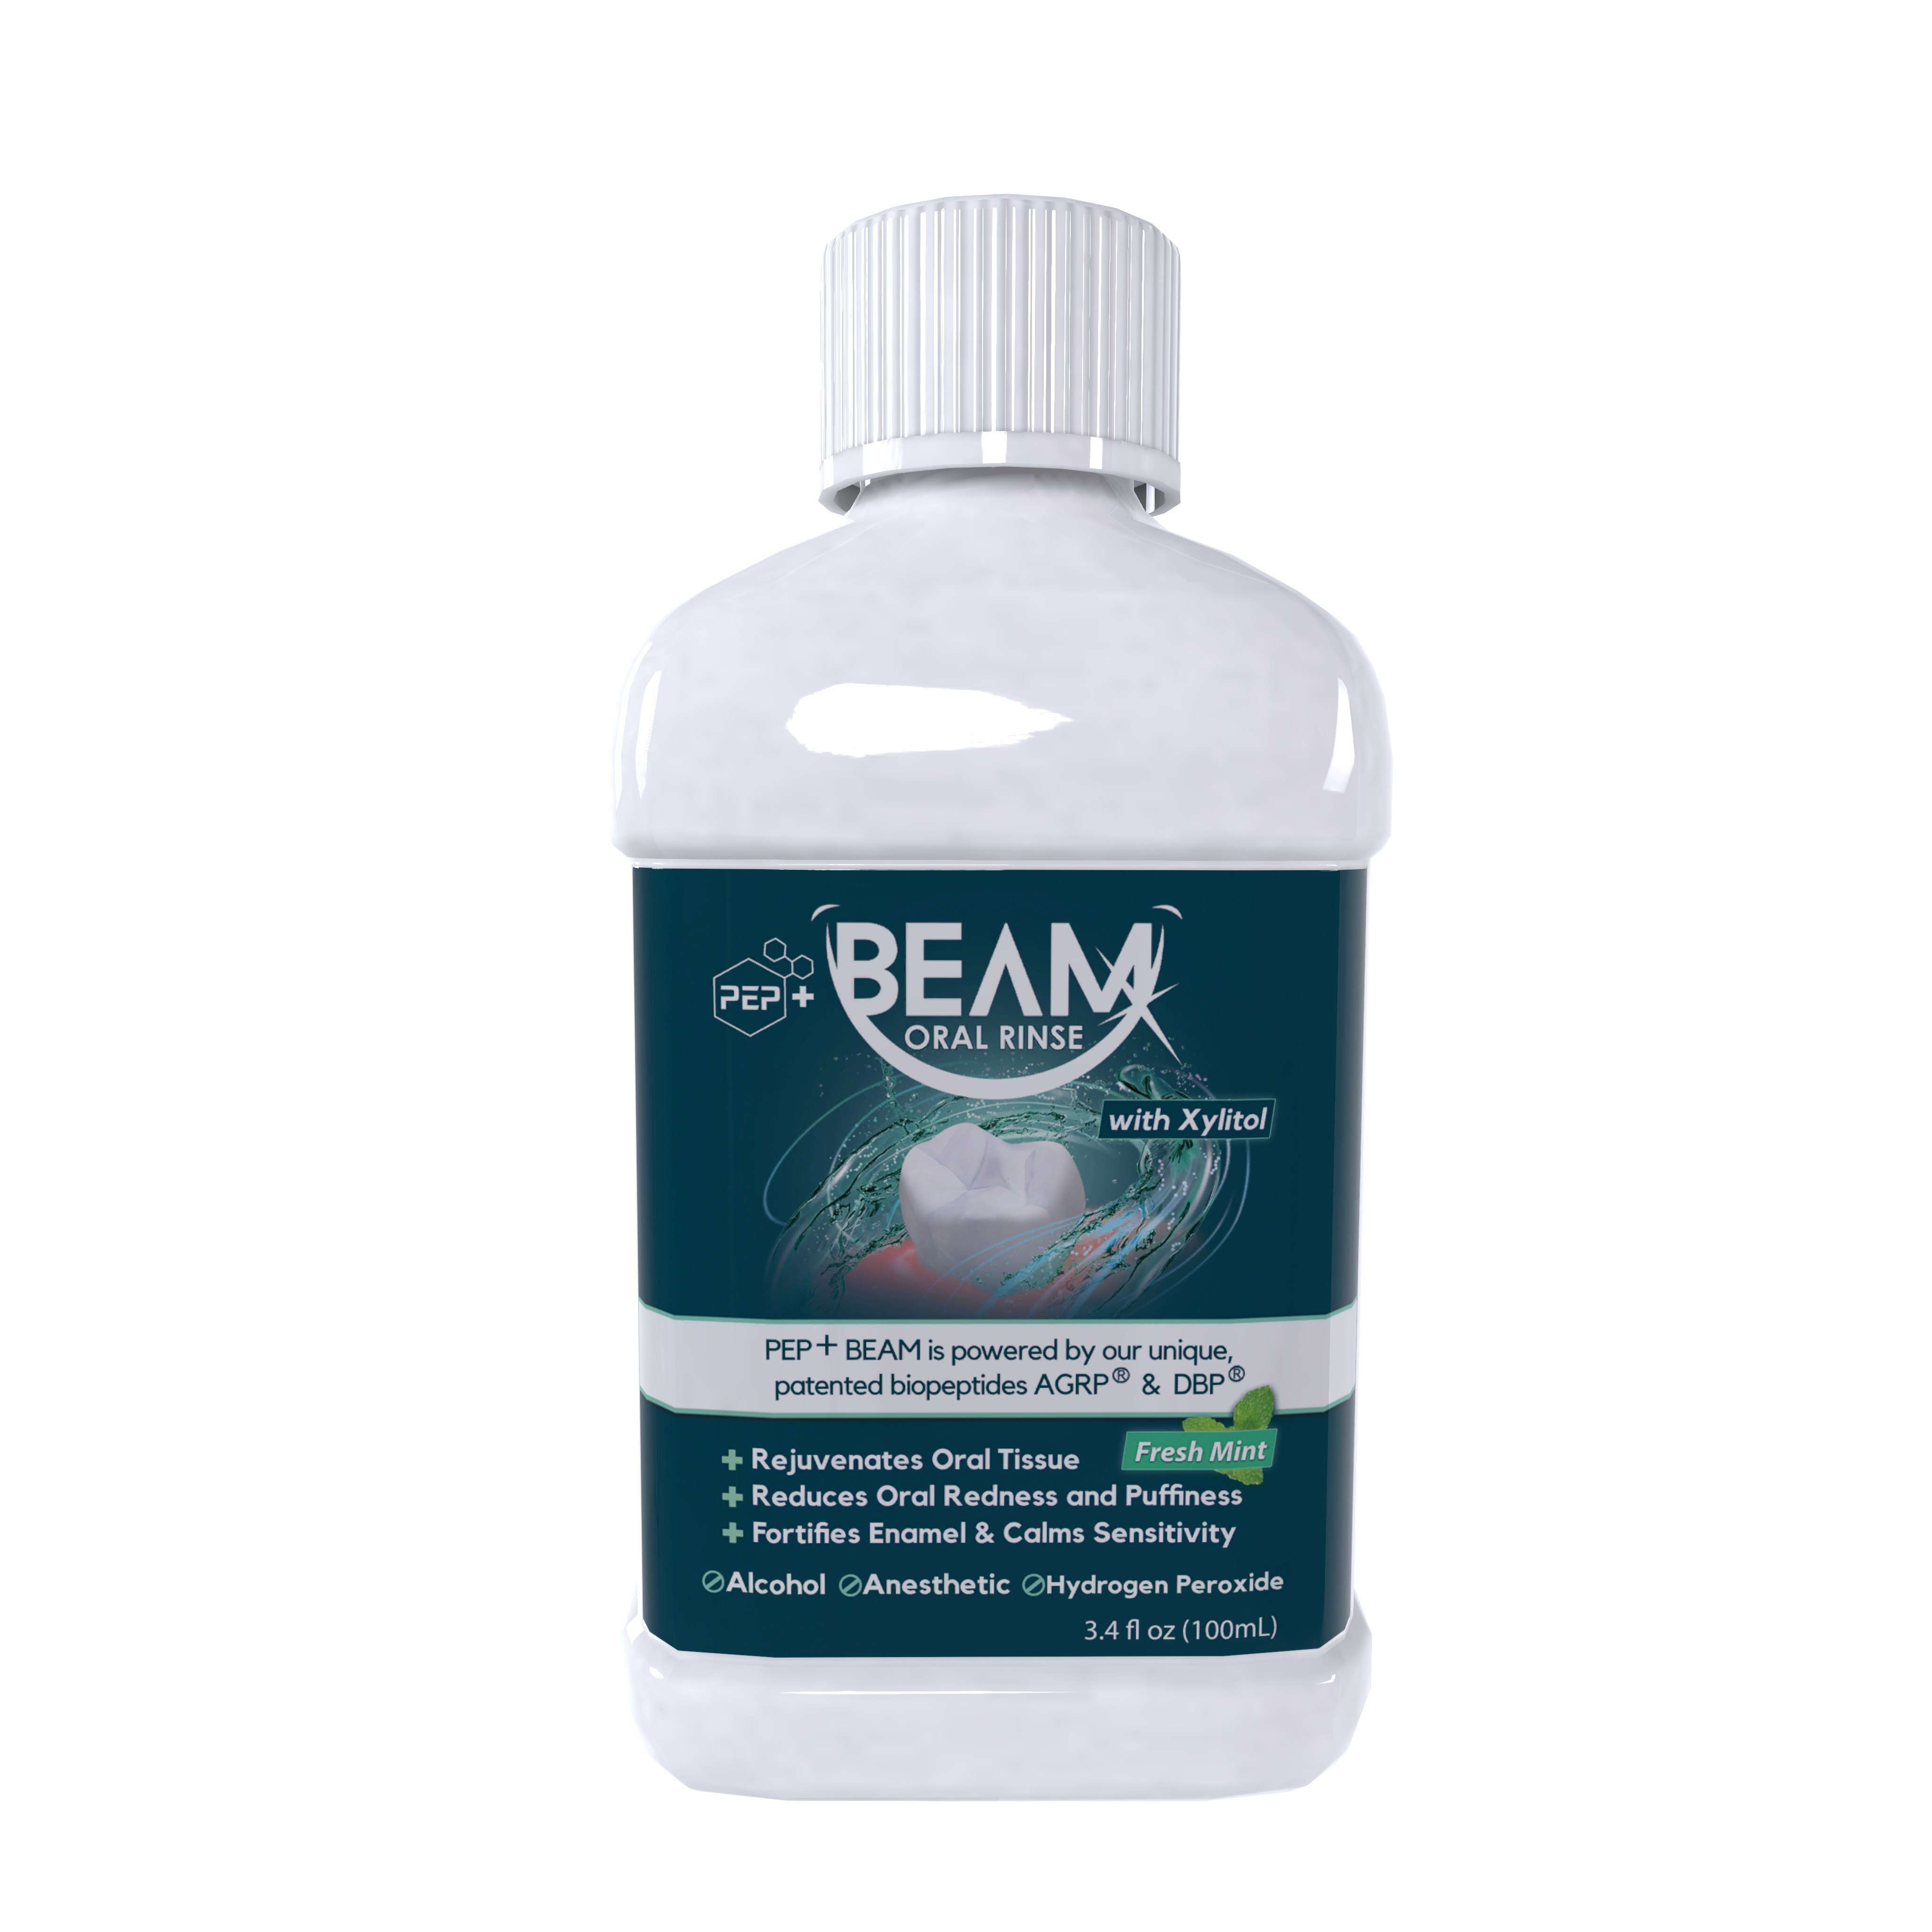 PEP+
BEAM
ORAL RINSE
with Xylitol
PEP+ BEAM is powered by our unique,
patented biopeptides AGRP® & DBP®
Fresh Mint
+ Rejuvenates Oral Tissue
+ Reduces Oral Redness and Puffiness
+ Fortifies Enamel & Calms Sensitivity
⊘Alcohol ⊘Anesthetic ⊘Hydrogen Peroxide
3.4 fl oz (100mL)